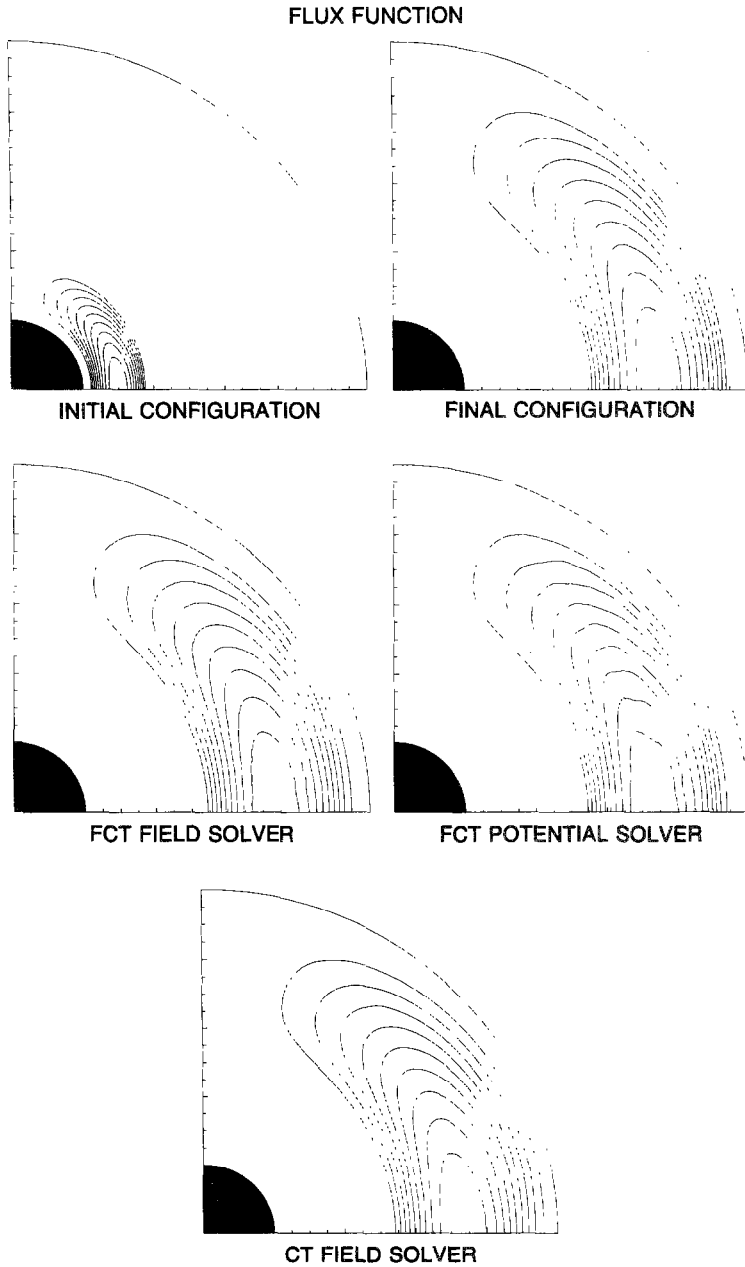 FLUX FUNCTION
INITIAL CONFIGURATION
FINAL CONFIGURATION
FCT FIELD SOLVER
FCT POTENTIAL SOLVER
CT FIELD SOLVER